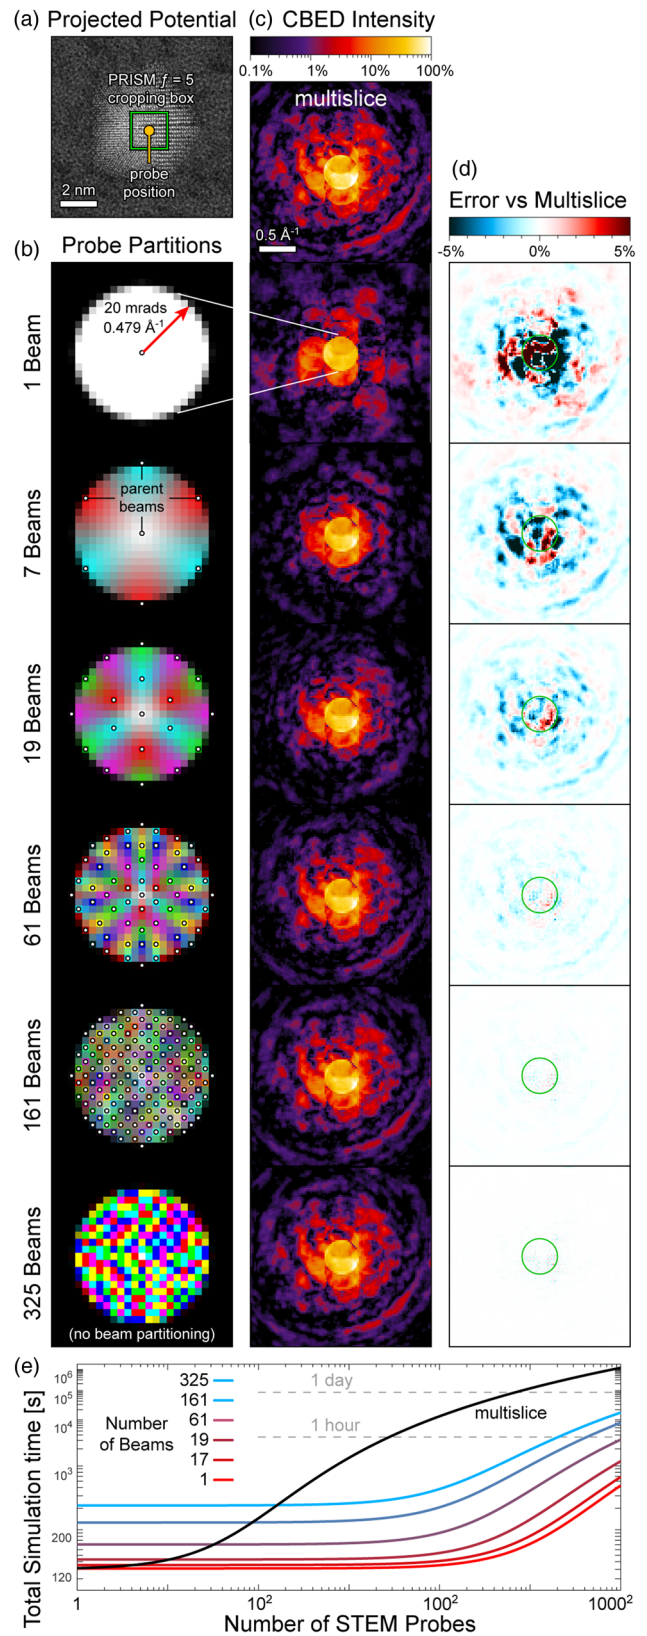 (a) Projected Potential
PRISM f = 5
cropping box
probe
position
2 nm
(c) CBED Intensity
0.1% 1% 10% 100%
multislice
0.5 Å⁻¹
(d)
Error vs Multislice
-5% 0% 5%
(b) Probe Partitions
1 Beam
20 mrads
0.479 Å⁻¹
7 Beams
parent
beams
19 Beams
61 Beams
161 Beams
325 Beams
(no beam partitioning)
(e)
Total Simulation time [s]
10⁶
10⁵
10⁴
10³
200
120
Number
of Beams
325
161
61
19
17
1
1 day
1 hour
multislice
1 10² 100² 1000²
Number of STEM Probes